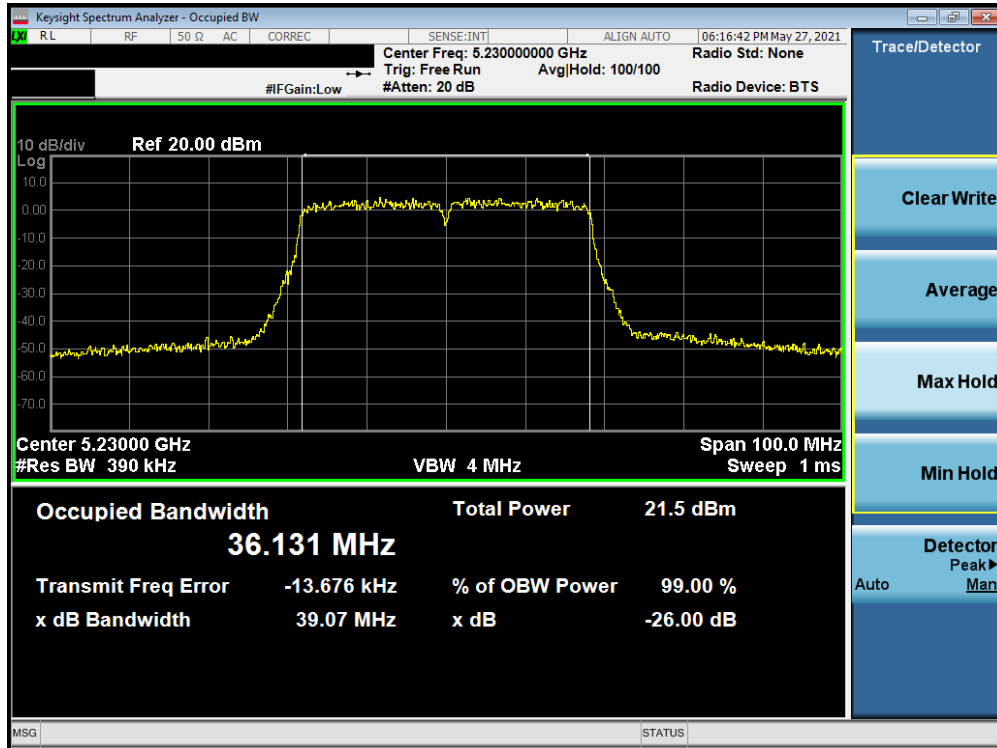 Keysight Spectrum Analyzer - Occupied BW
LXI RL RF 50 Ω AC CORREC SENSE:INT ALIGN AUTO 06:16:42 PM May 27, 2021
Center Freq: 5.230000000 GHz Radio Std: None
Trig: Free Run Avg|Hold: 100/100
#IFGain:Low #Atten: 20 dB Radio Device: BTS
Trace/Detector
10 dB/div Ref 20.00 dBm
Log
10.0
0.00
-10.0
-20.0
-30.0
-40.0
-50.0
-60.0
-70.0
Center 5.23000 GHz Span 100.0 MHz
#Res BW 390 kHz VBW 4 MHz Sweep 1 ms
Occupied Bandwidth Total Power 21.5 dBm
36.131 MHz
Transmit Freq Error -13.676 kHz % of OBW Power 99.00 %
x dB Bandwidth 39.07 MHz x dB -26.00 dB
Clear Write
Average
Max Hold
Min Hold
Detector
Peak▶
Auto Man
MSG STATUS